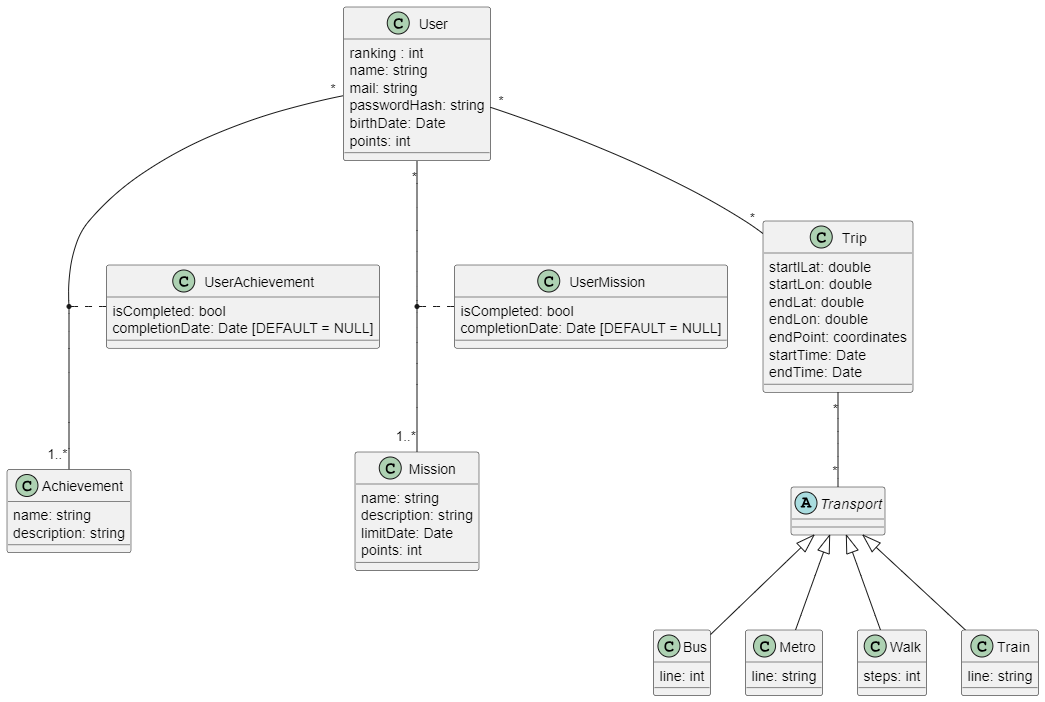 C User
ranking : int
name: string
mail: string
passwordHash: string
birthDate: Date
points: int
*
*
*
*
C UserAchievement
isCompleted: bool
completionDate: Date [DEFAULT = NULL]
C UserMission
isCompleted: bool
completionDate: Date [DEFAULT = NULL]
C Trip
startlLat: double
startLon: double
endLat: double
endLon: double
endPoint: coordinates
startTime: Date
endTime: Date
*
*
1..*
1..*
C Achievement
name: string
description: string
C Mission
name: string
description: string
limitDate: Date
points: int
A Transport
C Bus
line: int
C Metro
line: string
C Walk
steps: int
C Train
line: string